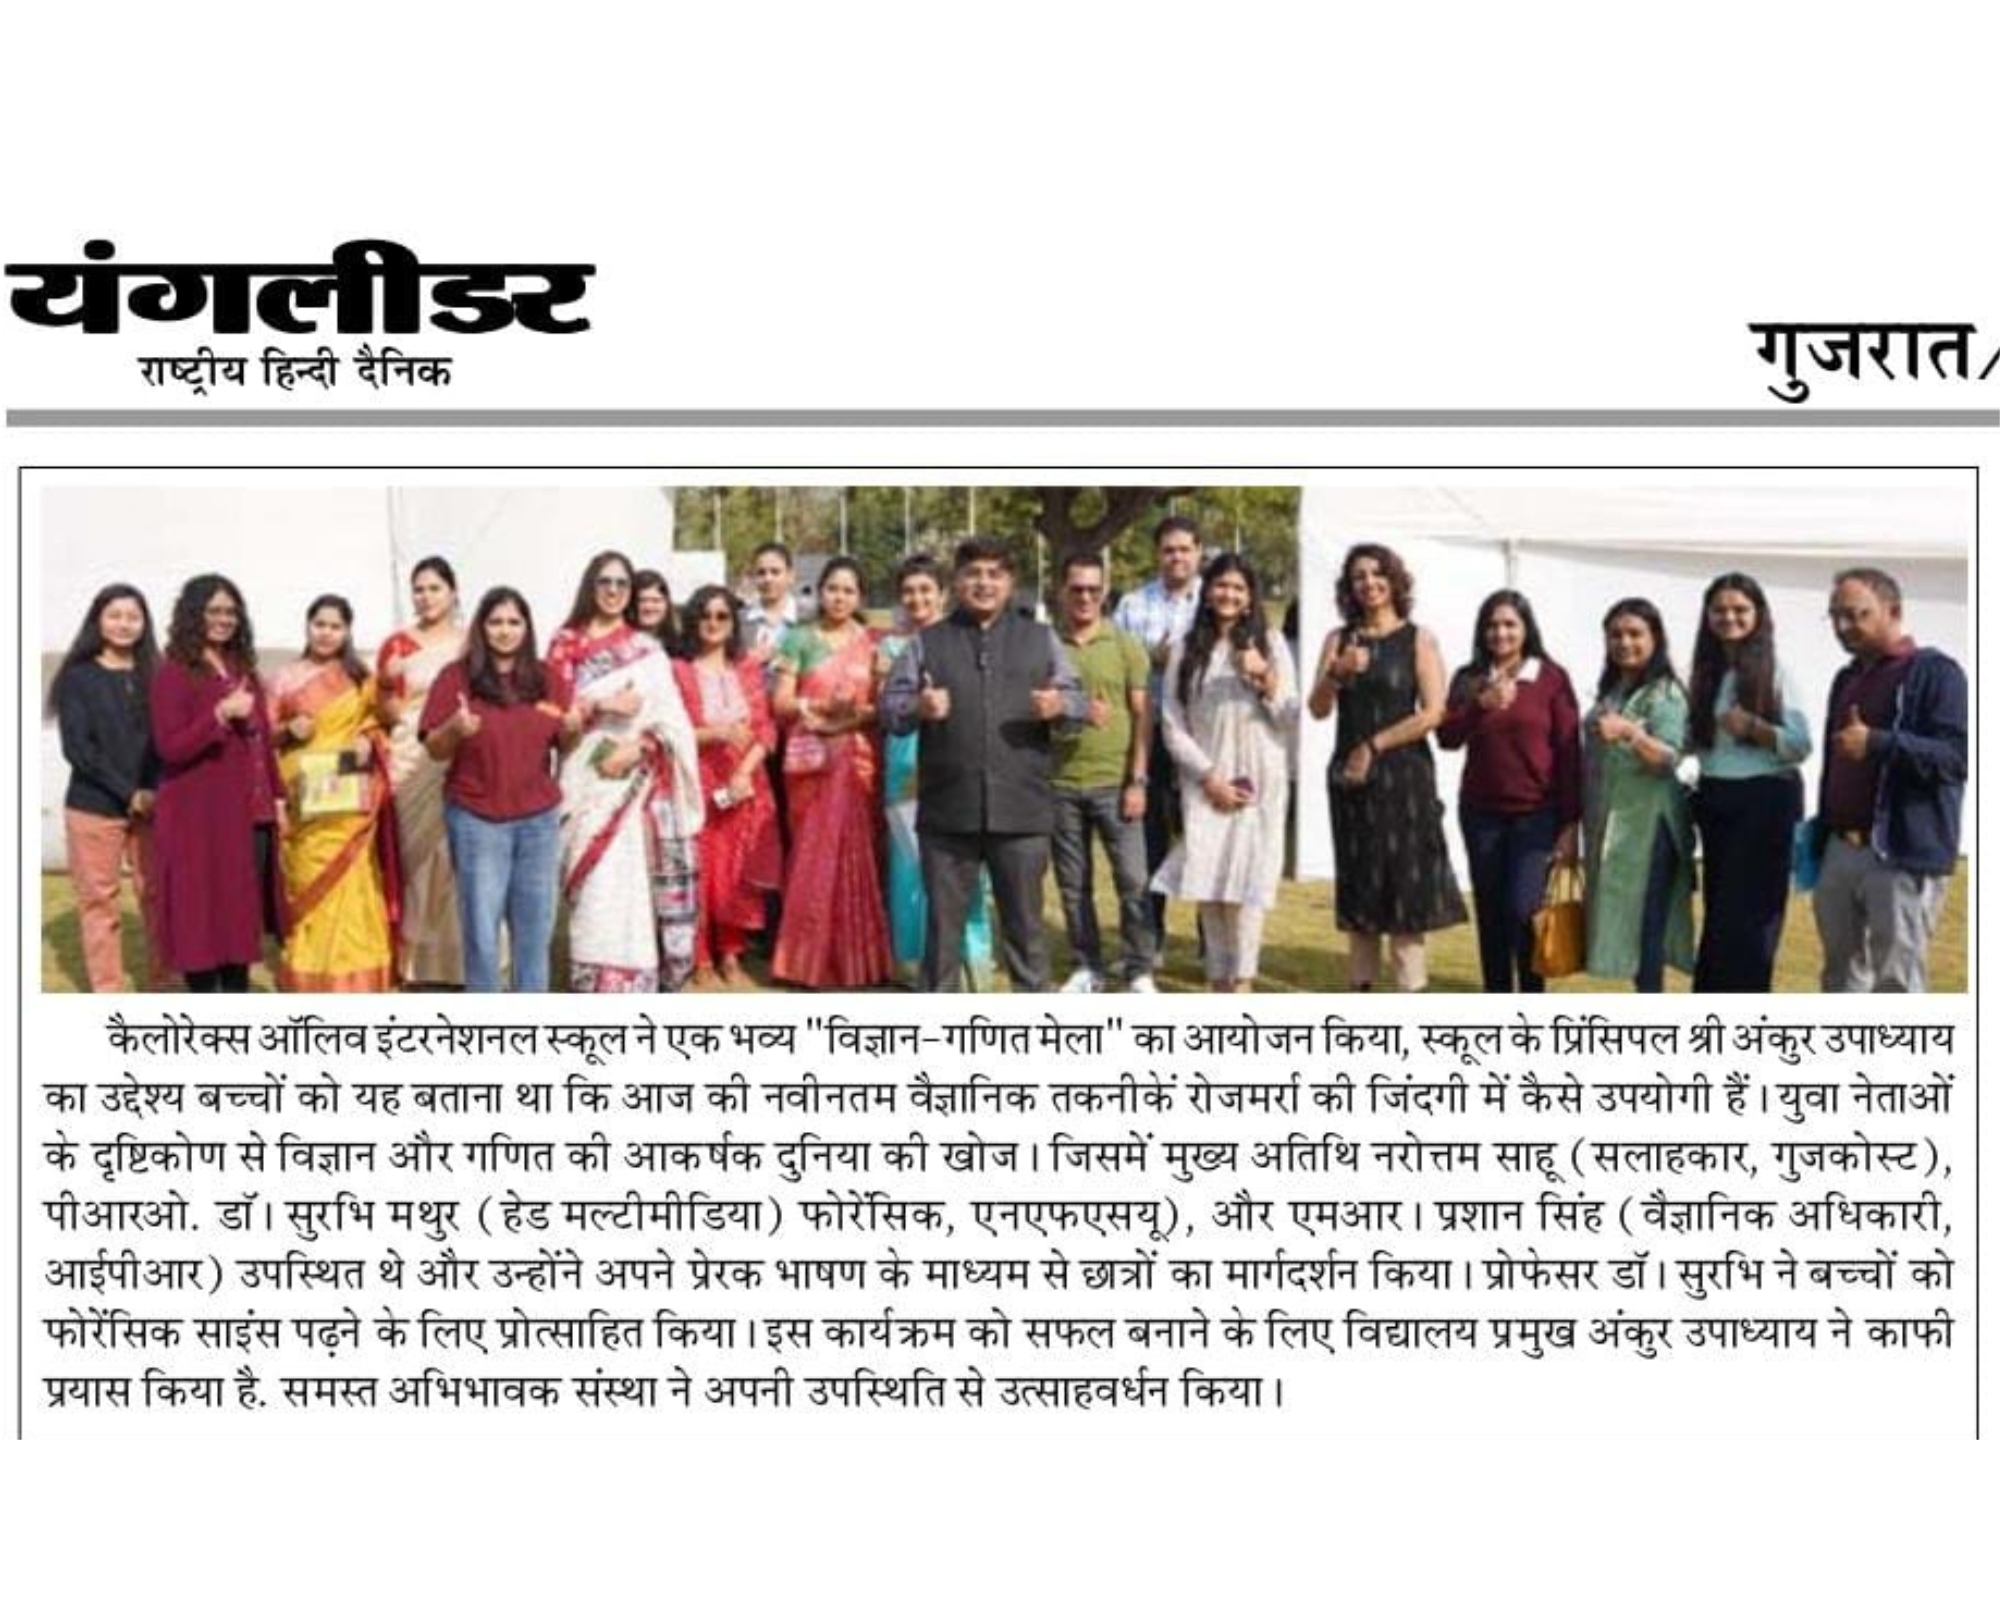 यंगलीडर
राष्ट्रीय हिन्दी दैनिक
गुजरात/
कैलोरेक्स ऑलिव इंटरनेशनल स्कूल ने एक भव्य "विज्ञान-गणित मेला" का आयोजन किया, स्कूल के प्रिंसिपल श्री अंकुर उपाध्याय
का उद्देश्य बच्चों को यह बताना था कि आज की नवीनतम वैज्ञानिक तकनीकें रोजमर्रा की जिंदगी में कैसे उपयोगी हैं। युवा नेताओं
के दृष्टिकोण से विज्ञान और गणित की आकर्षक दुनिया की खोज। जिसमें मुख्य अतिथि नरोत्तम साहू (सलाहकार, गुजकोस्ट),
पीआरओ. डॉ। सुरभि मथुर (हेड मल्टीमीडिया) फोरेंसिक, एनएफएसयू), और एमआर। प्रशान सिंह (वैज्ञानिक अधिकारी,
आईपीआर) उपस्थित थे और उन्होंने अपने प्रेरक भाषण के माध्यम से छात्रों का मार्गदर्शन किया। प्रोफेसर डॉ। सुरभि ने बच्चों को
फोरेंसिक साइंस पढ़ने के लिए प्रोत्साहित किया। इस कार्यक्रम को सफल बनाने के लिए विद्यालय प्रमुख अंकुर उपाध्याय ने काफी
प्रयास किया है. समस्त अभिभावक संस्था ने अपनी उपस्थिति से उत्साहवर्धन किया।